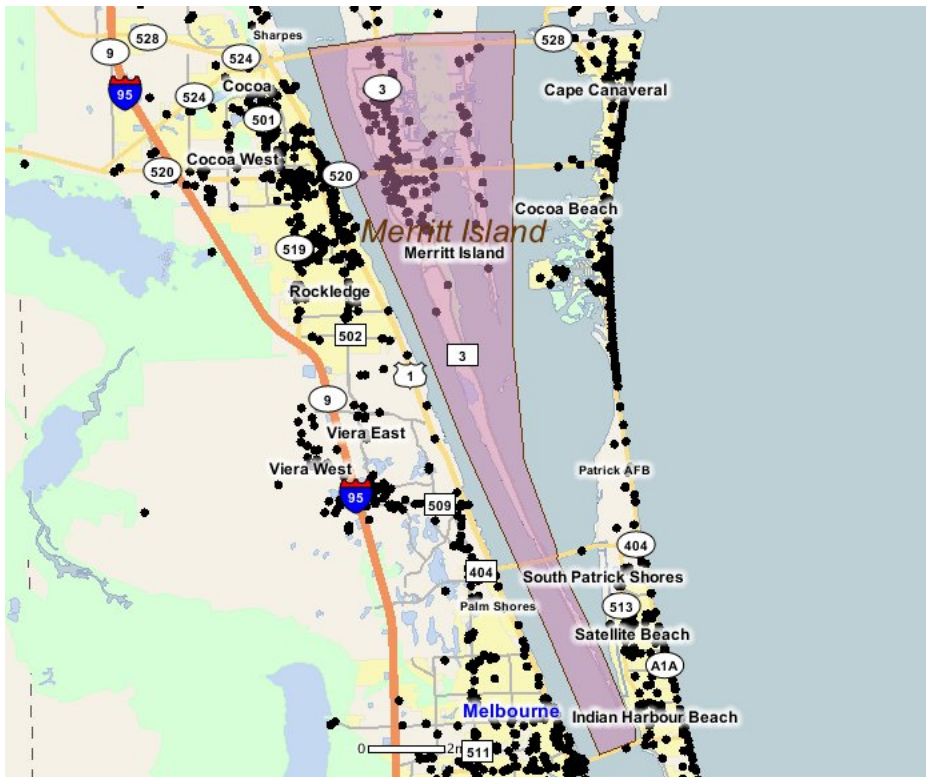 Sharpes
528
528
9
524
Cape Canaveral
Cocoa
3
95
524
501
Cocoa West
520
520
Cocoa Beach
Merritt Island
519
Merritt Island
Rockledge
502
3
1
9
Viera East
Viera West
Patrick AFB
95
509
404
404
South Patrick Shores
Palm Shores
513
Satellite Beach
A1A
Melbourne
Indian Harbour Beach
0
511